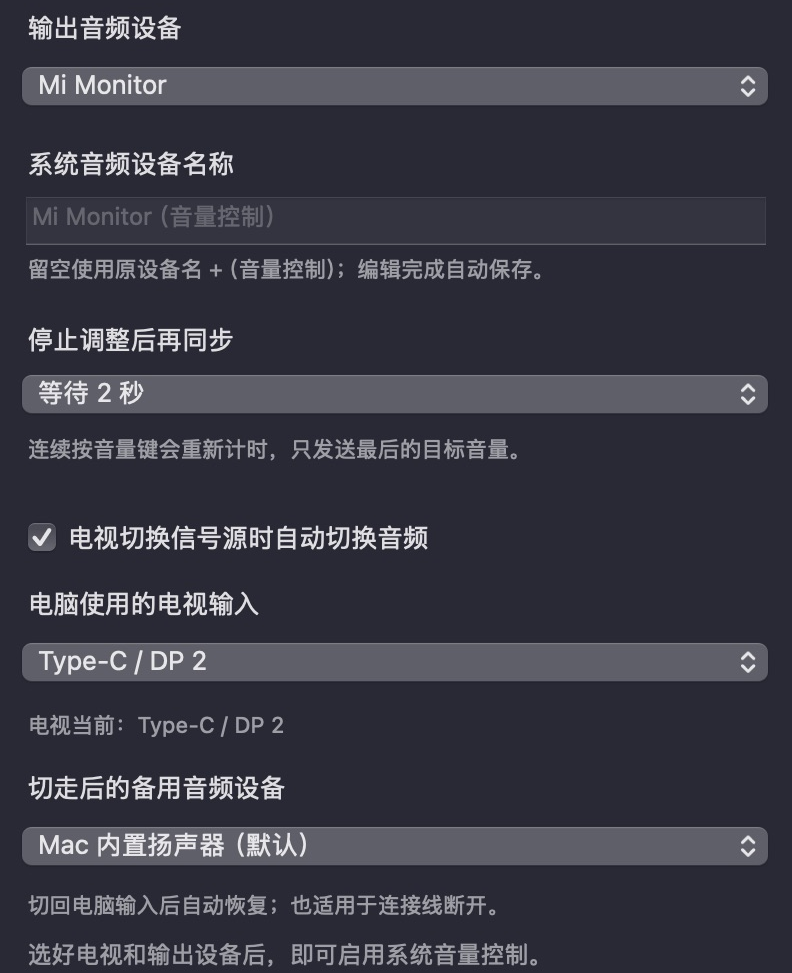 输出音频设备
Mi Monitor
系统音频设备名称
Mi Monitor (音量控制)
留空使用原设备名 + (音量控制)；编辑完成自动保存。
停止调整后再同步
等待 2 秒
连续按音量键会重新计时，只发送最后的目标音量。
电视切换信号源时自动切换音频
电脑使用的电视输入
Type-C / DP 2
电视当前：Type-C / DP 2
切走后的备用音频设备
Mac 内置扬声器（默认）
切回电脑输入后自动恢复；也适用于连接线断开。
选好电视和输出设备后，即可启用系统音量控制。